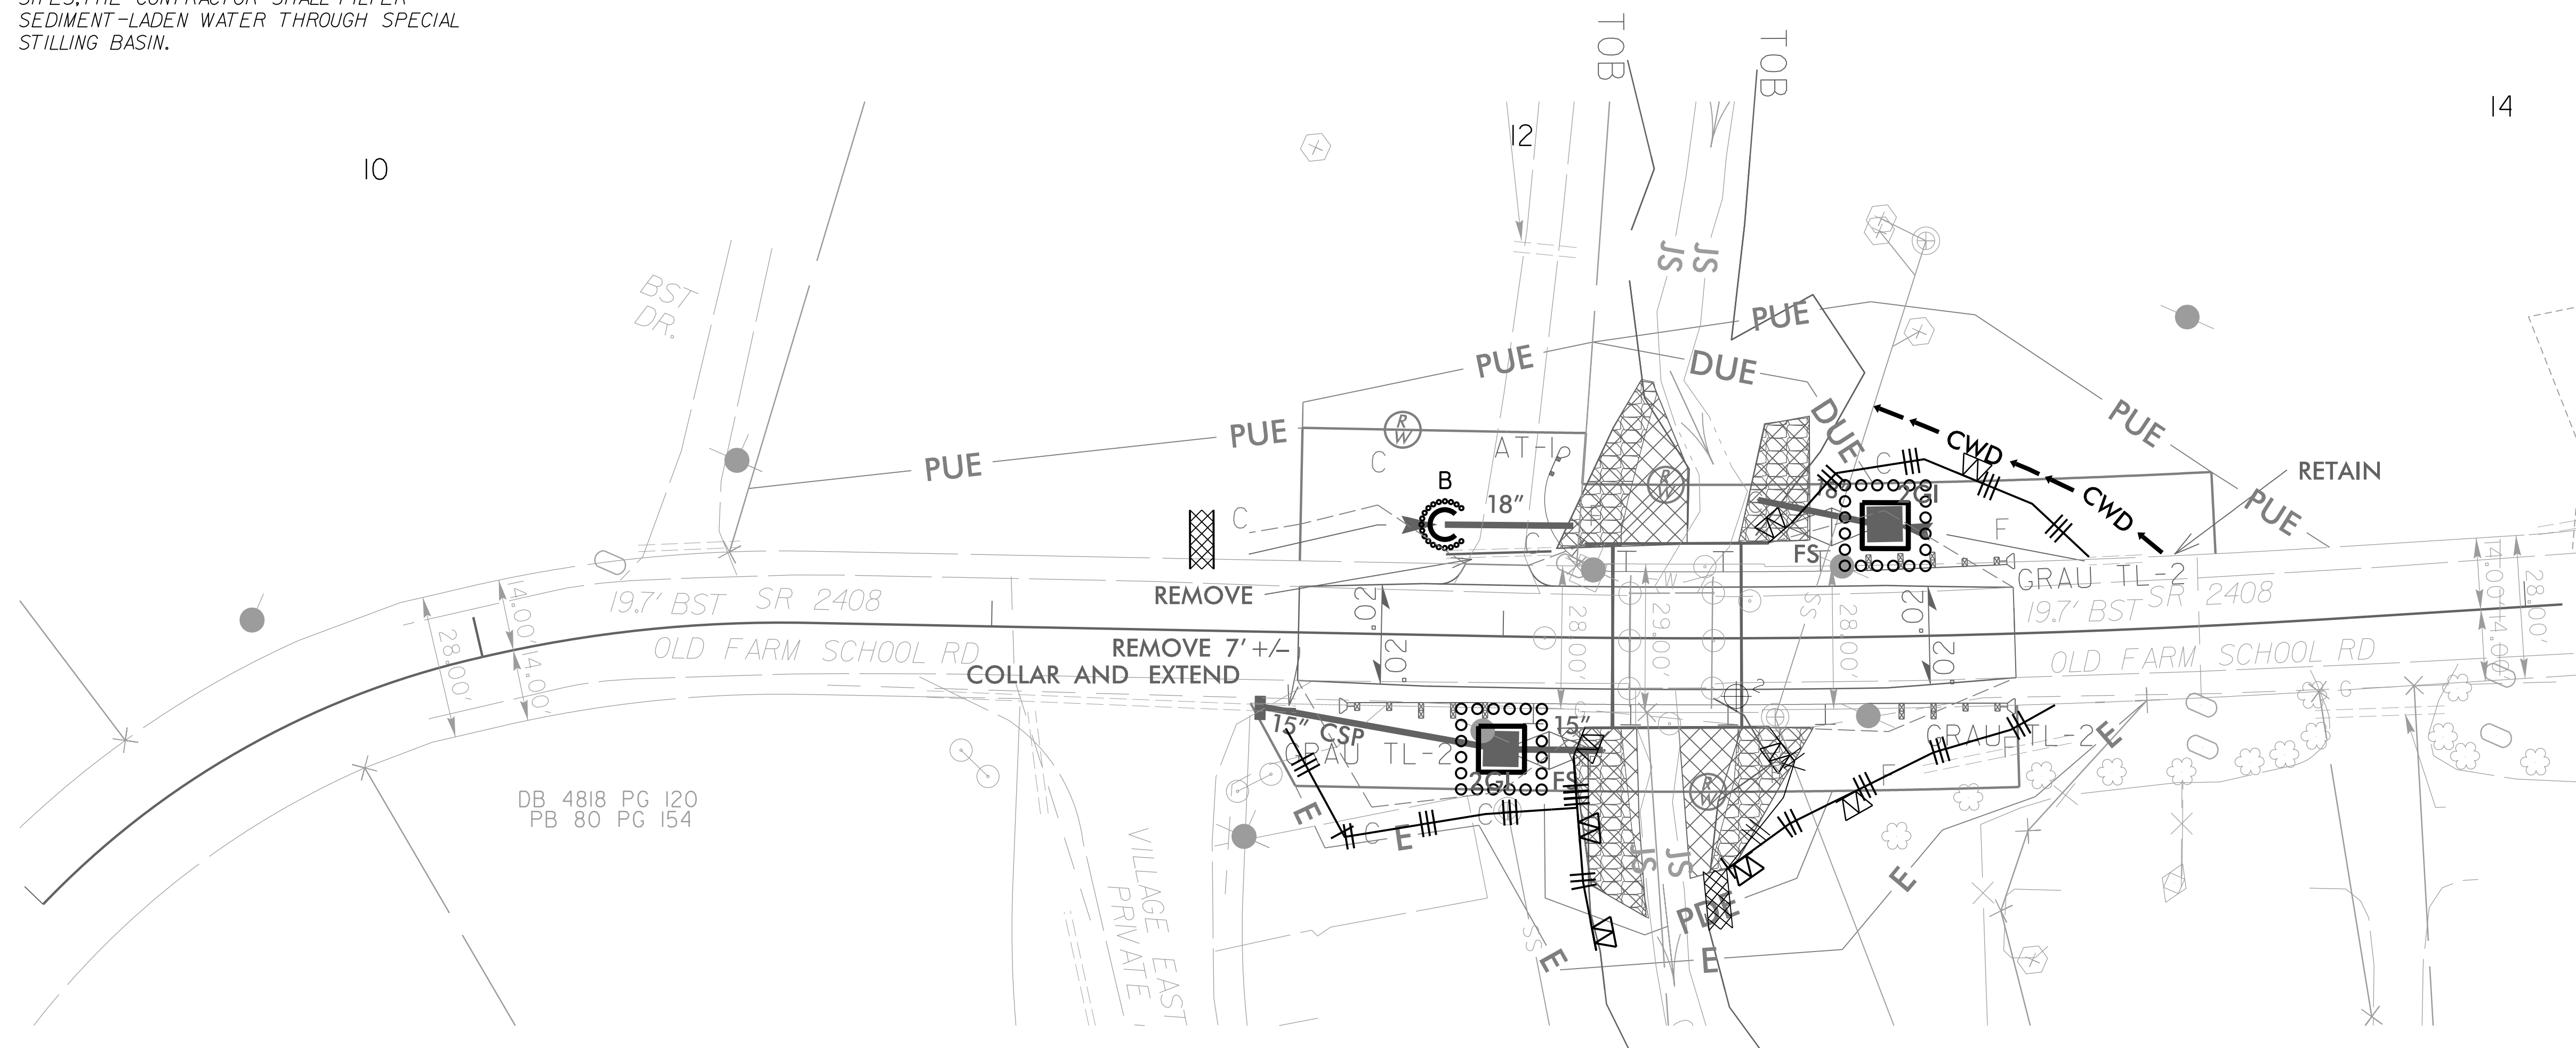 SEDIMENT-LADEN WATER THROUGH SPECIAL
STILLING BASIN.
TOB
TOB
10
12
14
BST
DR.
JS
JS
PUE
PUE
PUE
PUE
PUE
PUE
DUE
DUE
R
W
AT-1
C
C
B
18"
C
R
W
18"
C
2GI
CWD
CWD
RETAIN
F
FS
T
T
W
GRAU TL-2
REMOVE
19.7' BST
SR 2408
19.7' BST
SR 2408
OLD FARM SCHOOL RD
OLD FARM SCHOOL RD
28.00'
14.00'
14.00'
.02
.02
28.00'
29.00'
28.00'
SS
.02
.02
14.00'
14.00'
28.00'
REMOVE 7'+/-
COLLAR AND EXTEND
2
G
15" CSP
GRAU TL-2
15"
2GI
FS
GRAU TL-2
F
F
R
W
C
C
E
E
E
E
E
E
JS
JS
PDE
SS
DB 4818 PG 120
PB 80 PG 154
VILLAGE EAST
PRIVATE